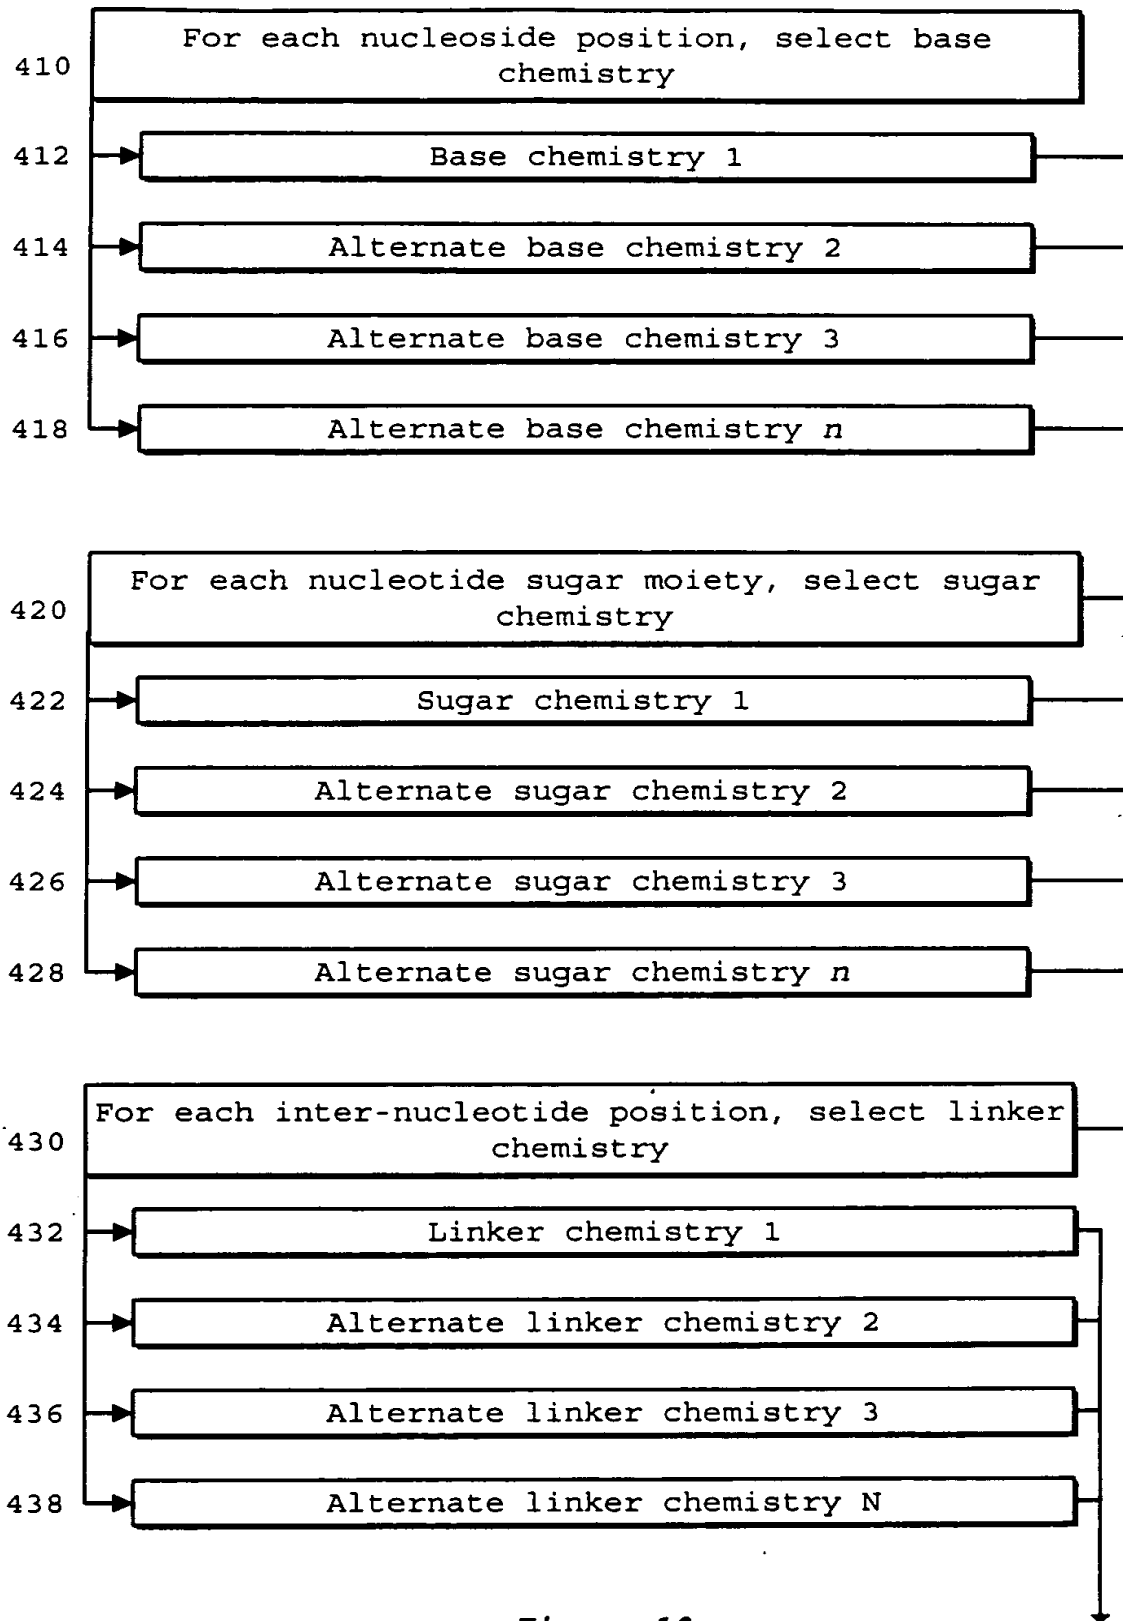 For each nucleoside position, select base
410
chemistry
412 Base chemistry 1
414 Alternate base chemistry 2
416 Alternate base chemistry 3
418 Alternate base chemistry n
For each nucleotide sugar moiety, select sugar
420
chemistry
422 Sugar chemistry 1
424 Alternate sugar chemistry 2
426 Alternate sugar chemistry 3
428 Alternate sugar chemistry n
For each inter-nucleotide position, select linker
430
chemistry
432 Linker chemistry 1
434 Alternate linker chemistry 2
436 Alternate linker chemistry 3
438 Alternate linker chemistry N